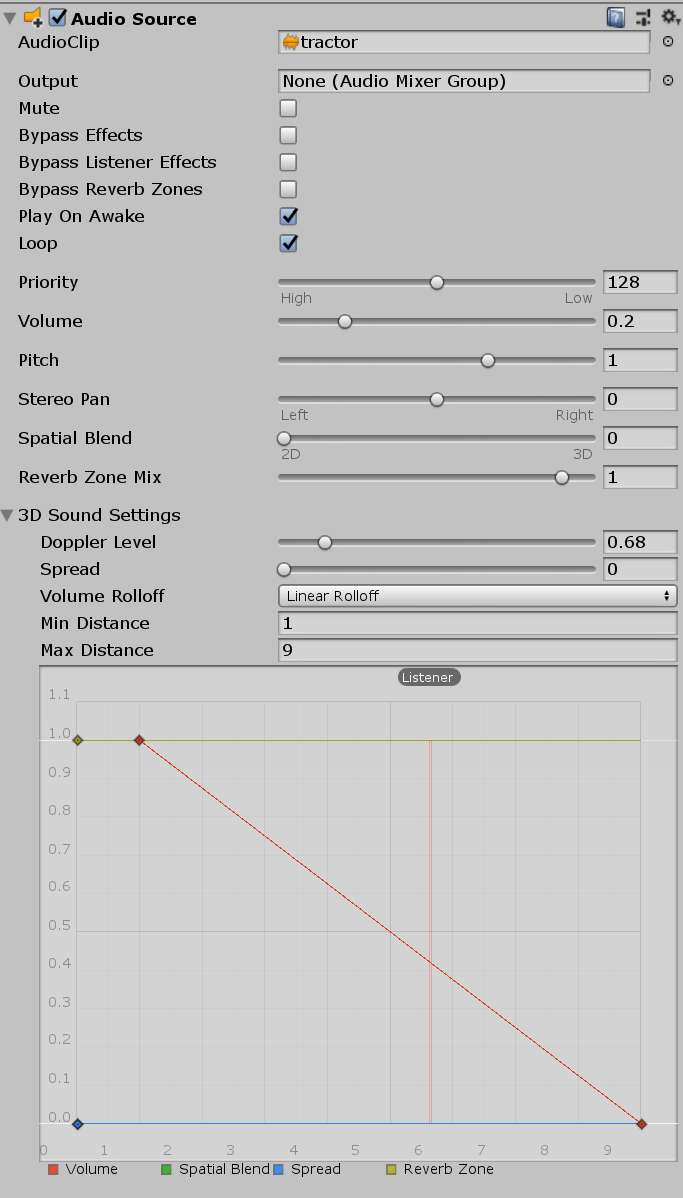 Audio Source
AudioClip tractor
Output None (Audio Mixer Group)
Mute
Bypass Effects
Bypass Listener Effects
Bypass Reverb Zones
Play On Awake
Loop
Priority 128
High Low
Volume 0.2
Pitch 1
Stereo Pan 0
Left Right
Spatial Blend 0
2D 3D
Reverb Zone Mix 1
3D Sound Settings
Doppler Level 0.68
Spread 0
Volume Rolloff Linear Rolloff
Min Distance 1
Max Distance 9
Listener
1.1
1.0
0.9
0.8
0.7
0.6
0.5
0.4
0.3
0.2
0.1
0.0
0 1 2 3 4 5 6 7 8 9
Volume Spatial Blend Spread Reverb Zone